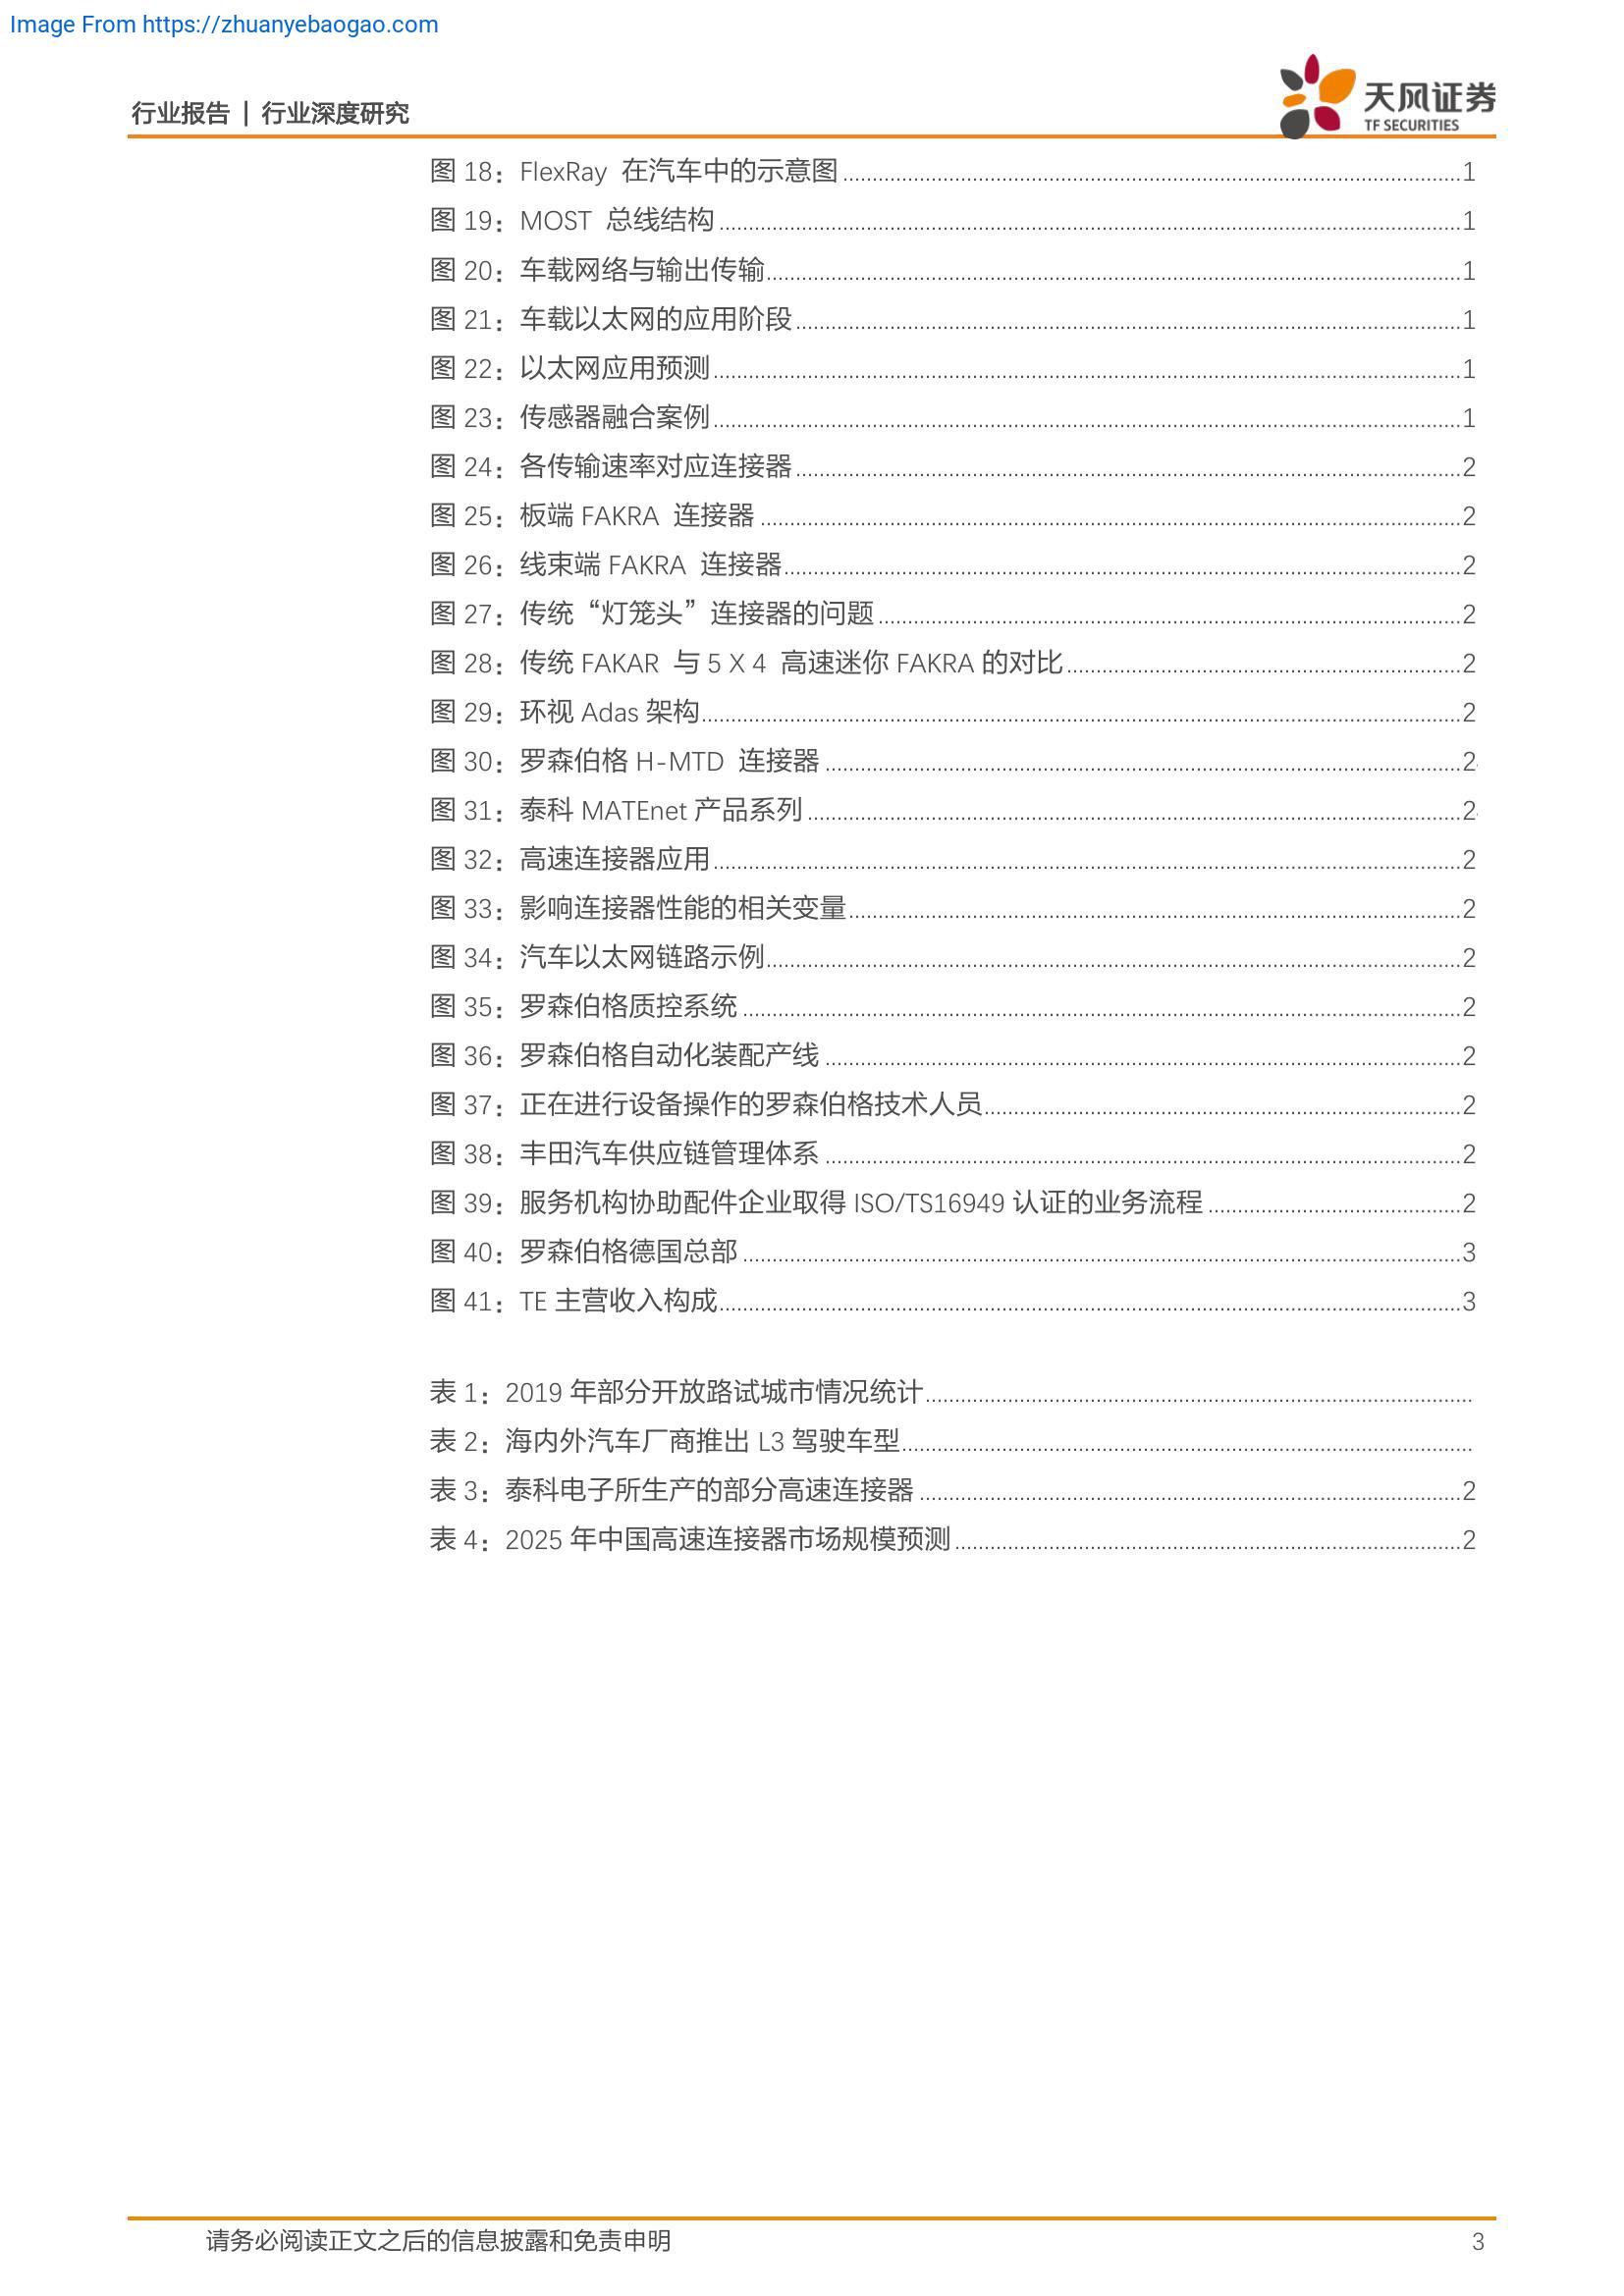 Image From https://zhuanyebaogao.com
行业报告 | 行业深度研究
天风证券
TF SECURITIES
图 18：FlexRay 在汽车中的示意图 1
图 19：MOST 总线结构 1
图 20：车载网络与输出传输 1
图 21：车载以太网的应用阶段 1
图 22：以太网应用预测 1
图 23：传感器融合案例 1
图 24：各传输速率对应连接器 2
图 25：板端 FAKRA 连接器 2
图 26：线束端 FAKRA 连接器 2
图 27：传统“灯笼头”连接器的问题 2
图 28：传统 FAKAR 与 5 X 4 高速迷你 FAKRA 的对比 2
图 29：环视 Adas 架构 2
图 30：罗森伯格 H-MTD 连接器 2
图 31：泰科 MATEnet 产品系列 2
图 32：高速连接器应用 2
图 33：影响连接器性能的相关变量 2
图 34：汽车以太网链路示例 2
图 35：罗森伯格质控系统 2
图 36：罗森伯格自动化装配产线 2
图 37：正在进行设备操作的罗森伯格技术人员 2
图 38：丰田汽车供应链管理体系 2
图 39：服务机构协助配件企业取得 ISO/TS16949 认证的业务流程 2
图 40：罗森伯格德国总部 3
图 41：TE 主营收入构成 3
表 1：2019 年部分开放路试城市情况统计
表 2：海内外汽车厂商推出 L3 驾驶车型
表 3：泰科电子所生产的部分高速连接器 2
表 4：2025 年中国高速连接器市场规模预测 2
请务必阅读正文之后的信息披露和免责申明 3